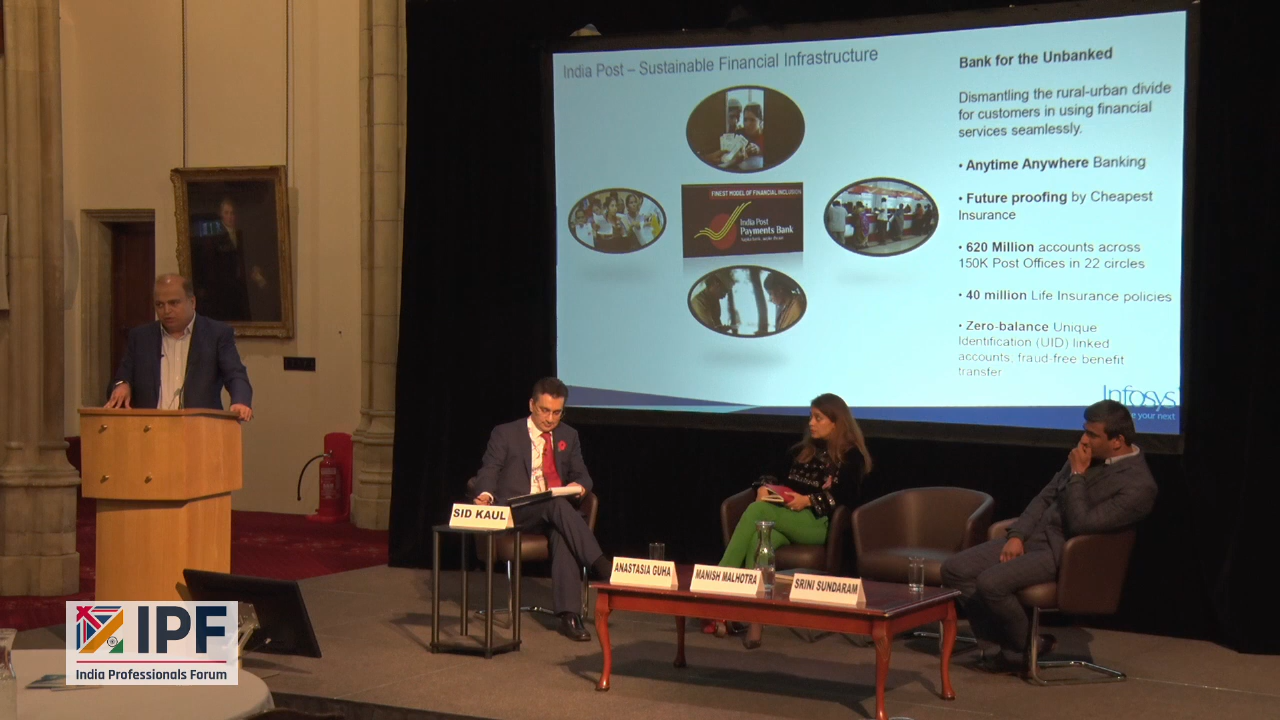 India Post – Sustainable Financial Infrastructure
FINEST MODEL OF FINANCIAL INCLUSION
India Post
Payments Bank
Bank for the Unbanked
Dismantling the rural-urban divide
for customers in using financial
services seamlessly.
• Anytime Anywhere Banking
• Future proofing by Cheapest
Insurance
• 620 Million accounts across
150K Post Offices in 22 circles
• 40 million Life Insurance policies
• Zero-balance Unique
Identification (UID) linked
accounts, fraud-free benefit
transfer
Infosys
your next
SID KAUL
ANASTASIA GUHA
MANISH MALHOTRA
SRINI SUNDARAM
IPF
India Professionals Forum